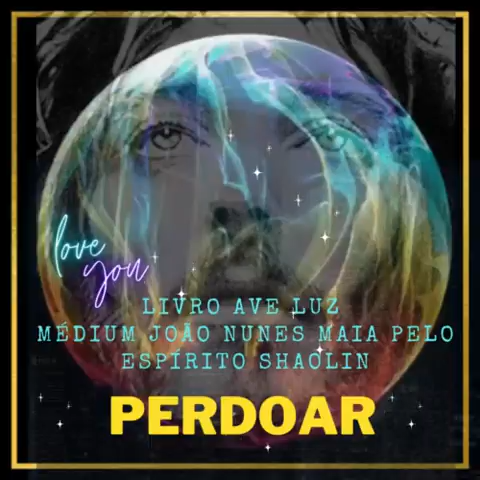 love
you
LIVRO AVE LUZ
MÉDIUM JOÃO NUNES MAIA PELO
ESPÍRITO SHAOLIN
PERDOAR